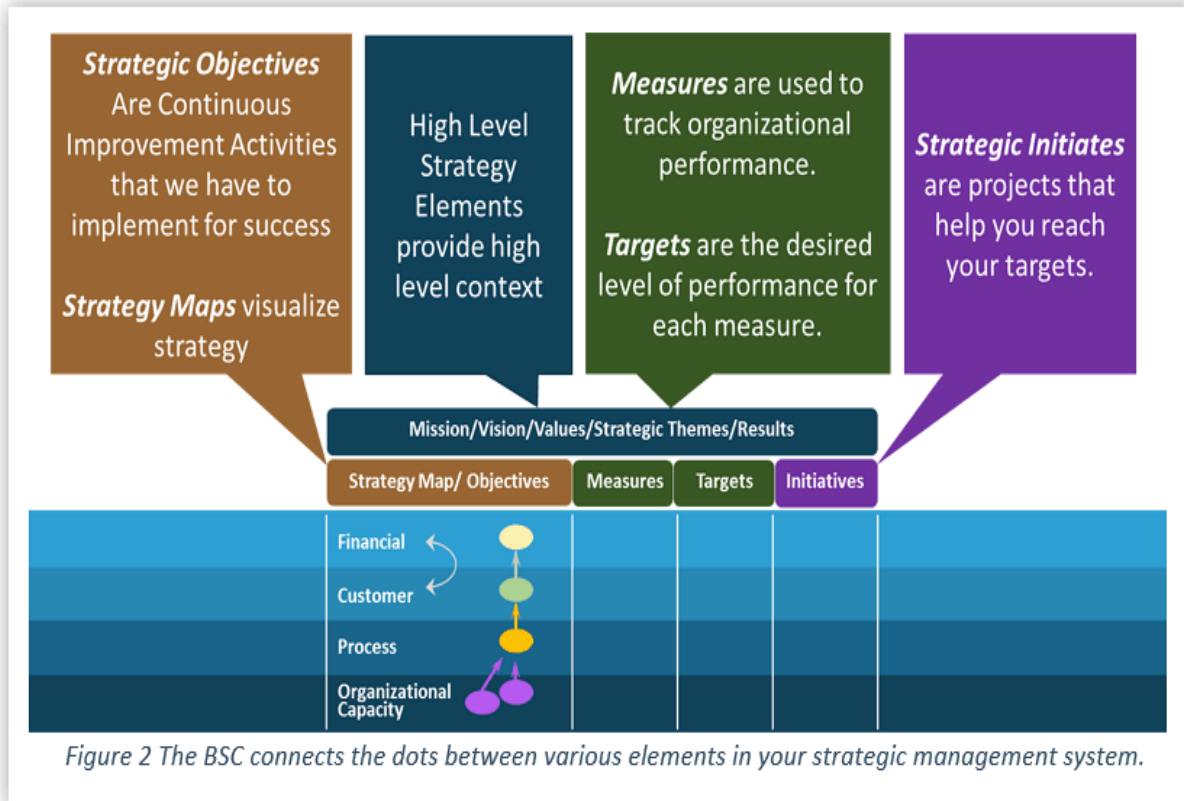 Strategic Objectives
Are Continuous
Improvement Activities
that we have to
implement for success
Strategy Maps visualize
strategy
High Level
Strategy
Elements
provide high
level context
Measures are used to
track organizational
performance.
Targets are the desired
level of performance for
each measure.
Strategic Initiates
are projects that
help you reach
your targets.
Mission/Vision/Values/Strategic Themes/Results
Strategy Map/ Objectives
Measures
Targets
Initiatives
Financial
Customer
Process
Organizational
Capacity
Figure 2 The BSC connects the dots between various elements in your strategic management system.